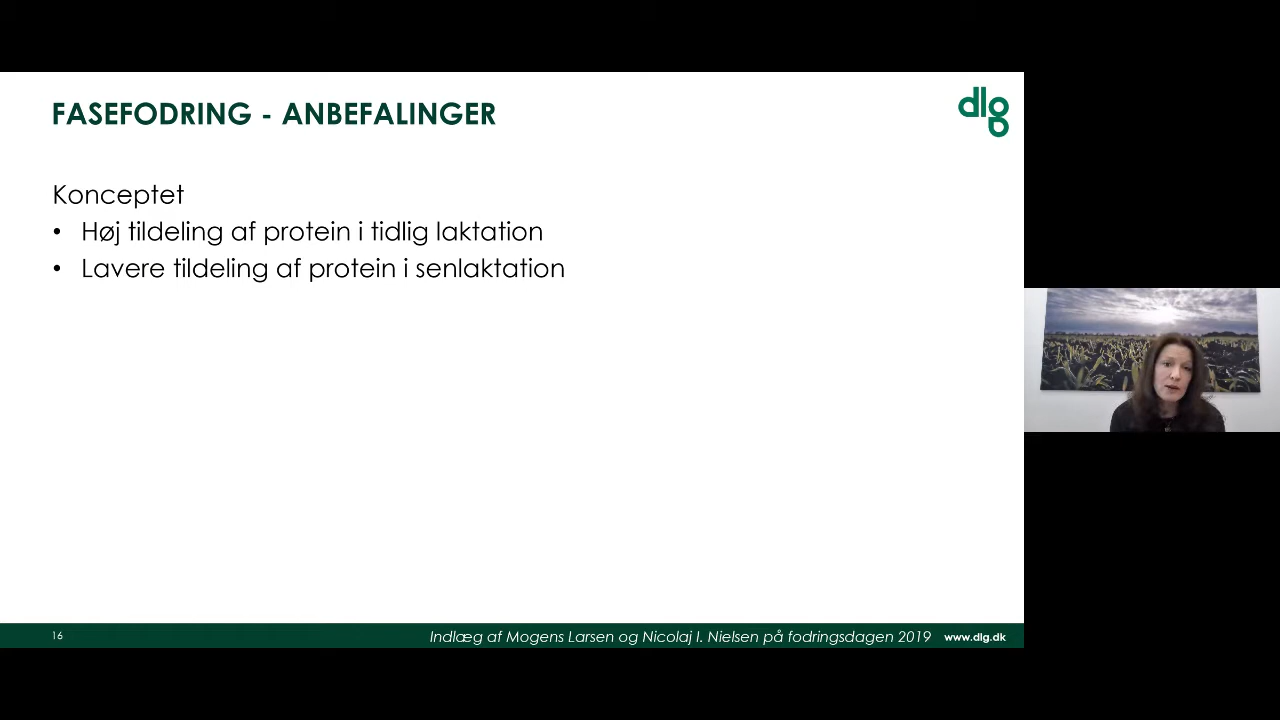 FASEFODRING - ANBEFALINGER
dlg
Konceptet
• Høj tildeling af protein i tidlig laktation
• Lavere tildeling af protein i senlaktation
16
Indlæg af Mogens Larsen og Nicolaj I. Nielsen på fodringsdagen 2019
www.dlg.dk